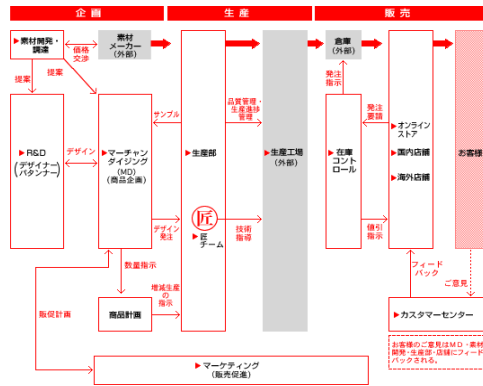 企画
生産
販売
▶素材開発・
調達
価格
交渉
素材
メーカー
(外部)
倉庫
(外部)
提案
提案
発注
指示
サンプル
品質管理・
生産進捗
管理
発注
要請
▶R&D
(デザイナー/
パタンナー)
デザイン
▶マーチャン
ダイジング
(MD)
(商品企画)
▶生産部
▶生産工場
(外部)
▶在庫
コント
ロール
▶オンライン
ストア
▶国内店舗
▶海外店舗
お客様
デザイン
発注
匠
▶匠
チーム
技術
指導
値引
指示
数量指示
フィード
バック
ご意見
販促計画
商品計画
増減生産
の
指示
▶カスタマーセンター
お客様のご意見はMD・素材
開発・生産部・店舗にフィード
バックされる。
▶マーケティング
(販売促進)